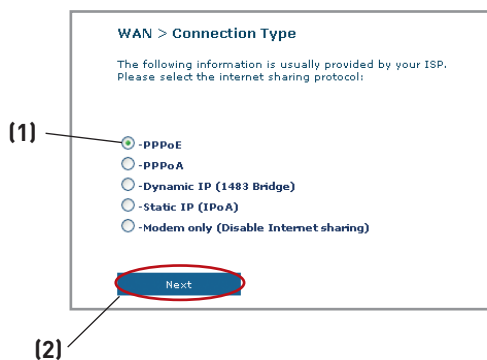 WAN > Connection Type
The following information is usually provided by your ISP.
Please select the internet sharing protocol:
(1)
-PPPoE
-PPPoA
-Dynamic IP (1483 Bridge)
-Static IP (IPoA)
-Modem only (Disable Internet sharing)
Next
(2)